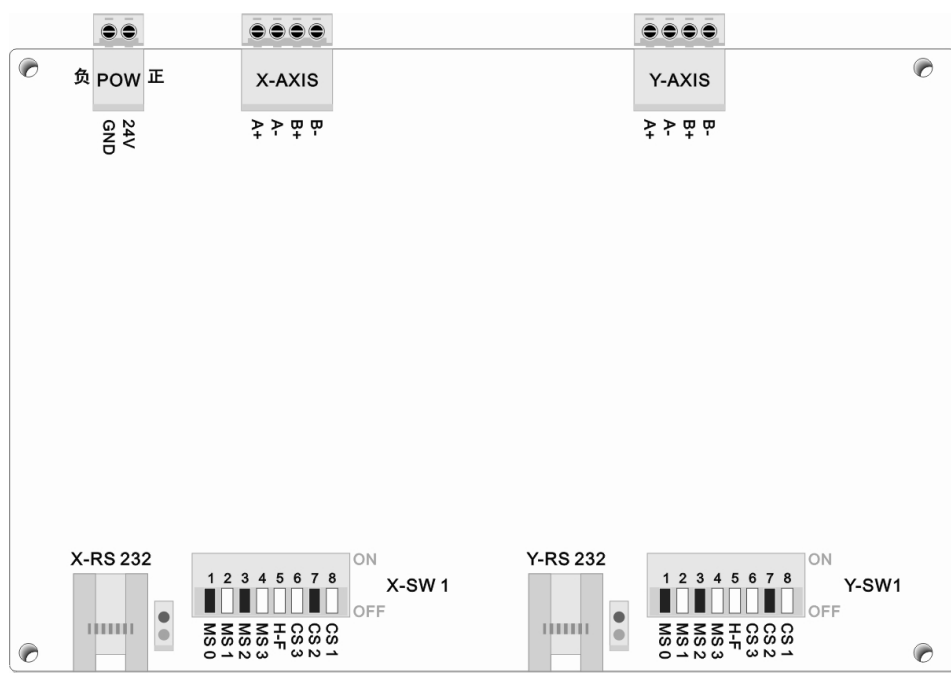 负 POW 正
X-AXIS
Y-AXIS
GND
24V
A+
A-
B+
B-
A+
A-
B+
B-
X-RS 232
ON
1 2 3 4 5 6 7 8
X-SW 1
OFF
MS 0
MS 1
MS 2
MS 3
H-F
CS 3
CS 2
CS 1
Y-RS 232
ON
1 2 3 4 5 6 7 8
Y-SW1
OFF
MS 0
MS 1
MS 2
MS 3
H-F
CS 3
CS 2
CS 1